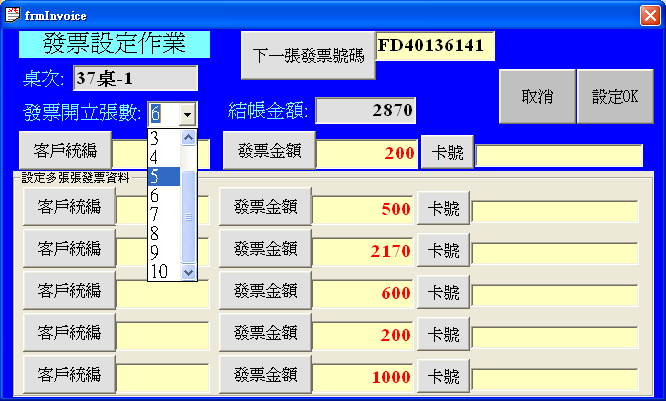 frmInvoice
發票設定作業
下一張發票號碼 FD40136141
桌次: 37桌-1
取消 設定OK
發票開立張數: 6 結帳金額: 2870
3
4
5
6
7
8
9
10
客戶統編 發票金額 200 卡號
設定多張張發票資料
客戶統編 發票金額 500 卡號
客戶統編 發票金額 2170 卡號
客戶統編 發票金額 600 卡號
客戶統編 發票金額 200 卡號
客戶統編 發票金額 1000 卡號